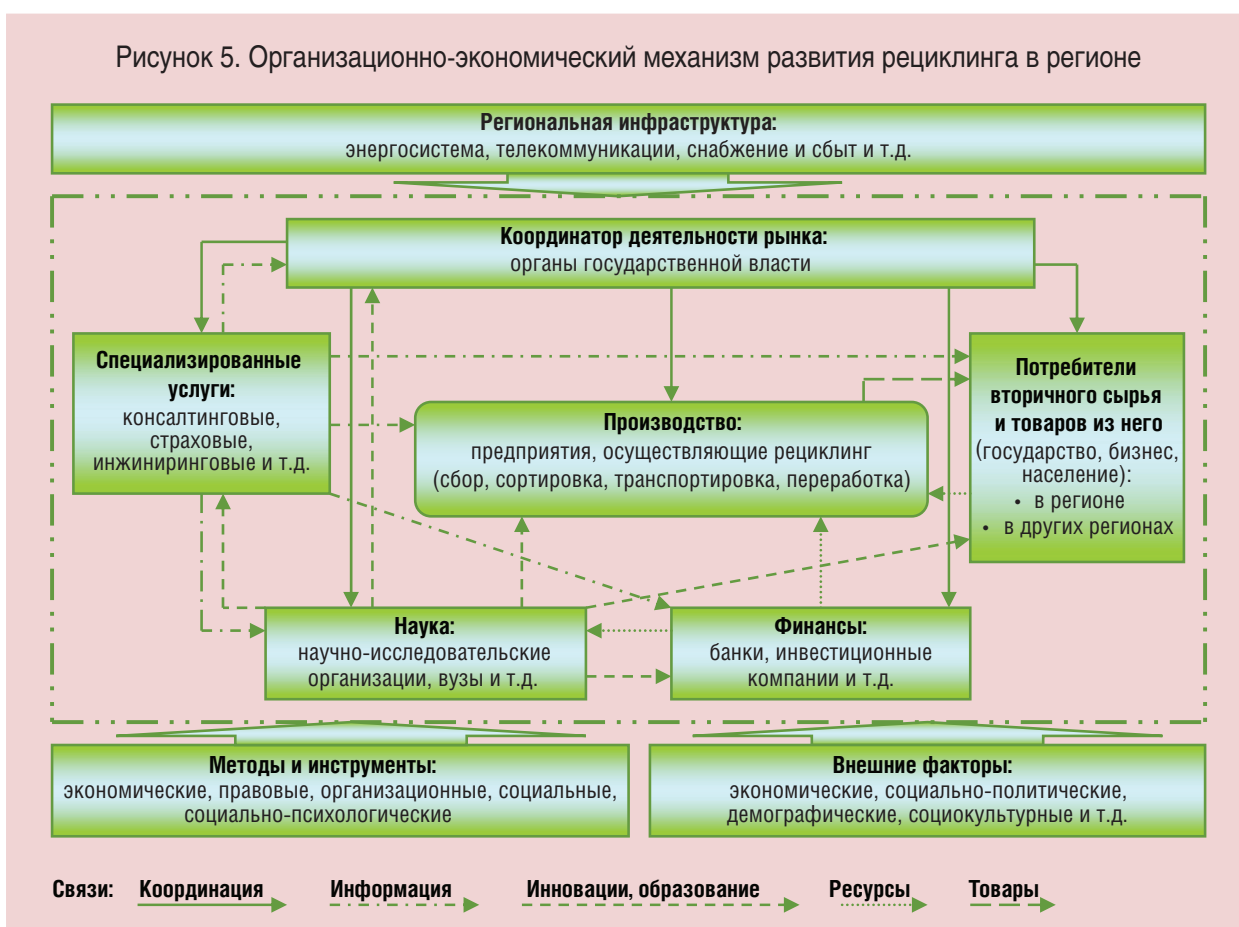 Рисунок 5. Организационно-экономический механизм развития рециклинга в регионе
Региональная инфраструктура:
энергосистема, телекоммуникации, снабжение и сбыт и т.д.
Координатор деятельности рынка:
органы государственной власти
Специализированные
услуги:
консалтинговые,
страховые,
инжиниринговые и т.д.
Производство:
предприятия, осуществляющие рециклинг
(сбор, сортировка, транспортировка, переработка)
Потребители
вторичного сырья
и товаров из него
(государство, бизнес,
население):
• в регионе
• в других регионах
Наука:
научно-исследовательские
организации, вузы и т.д.
Финансы:
банки, инвестиционные
компании и т.д.
Методы и инструменты:
экономические, правовые, организационные, социальные,
социально-психологические
Внешние факторы:
экономические, социально-политические,
демографические, социокультурные и т.д.
Связи: Координация Информация Инновации, образование Ресурсы Товары